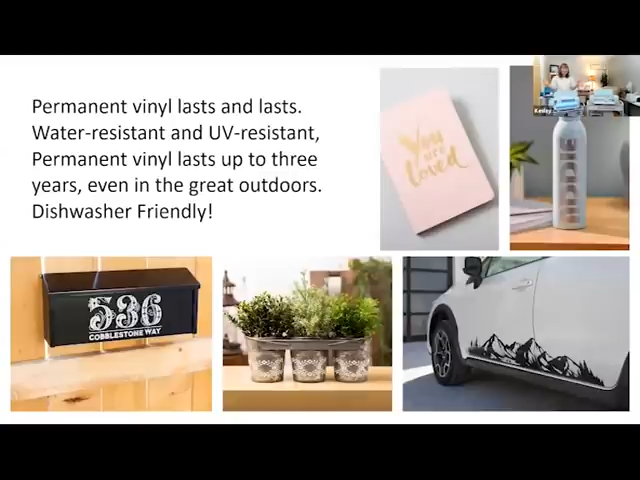 Permanent vinyl lasts and lasts.
Water-resistant and UV-resistant,
Permanent vinyl lasts up to three
years, even in the great outdoors.
Dishwasher Friendly!
You
are
loved
536
COBBLESTONE WAY